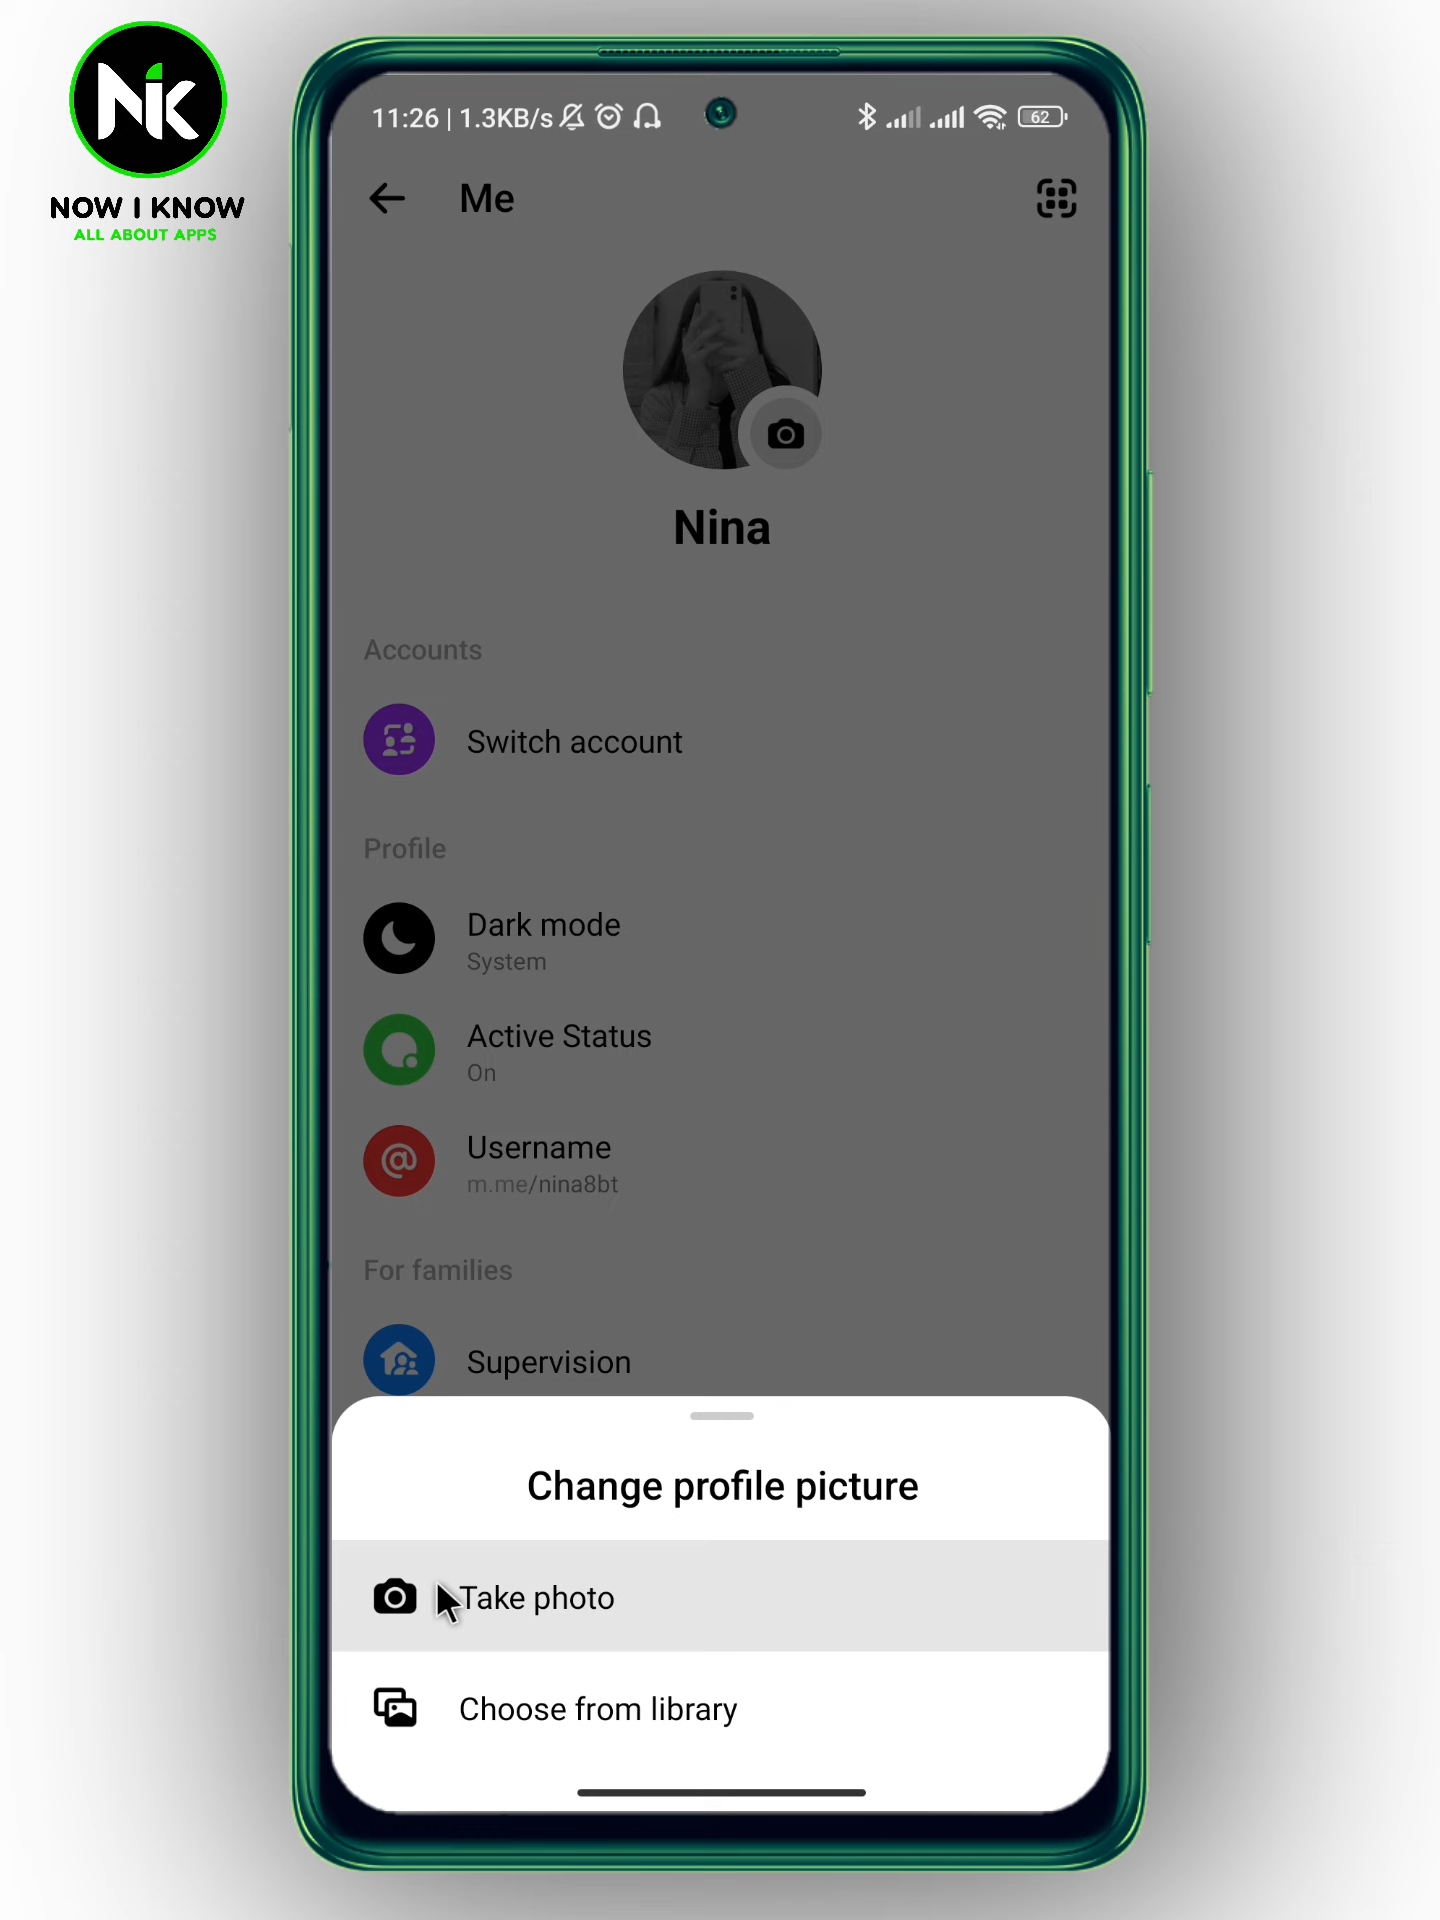 NiK
NOW I KNOW
ALL ABOUT APPS
11:26 | 1.3KB/s
62
Me
Nina
Accounts
Switch account
Profile
Dark mode
System
Active Status
On
Username
m.me/nina8bt
For families
Supervision
Change profile picture
Take photo
Choose from library